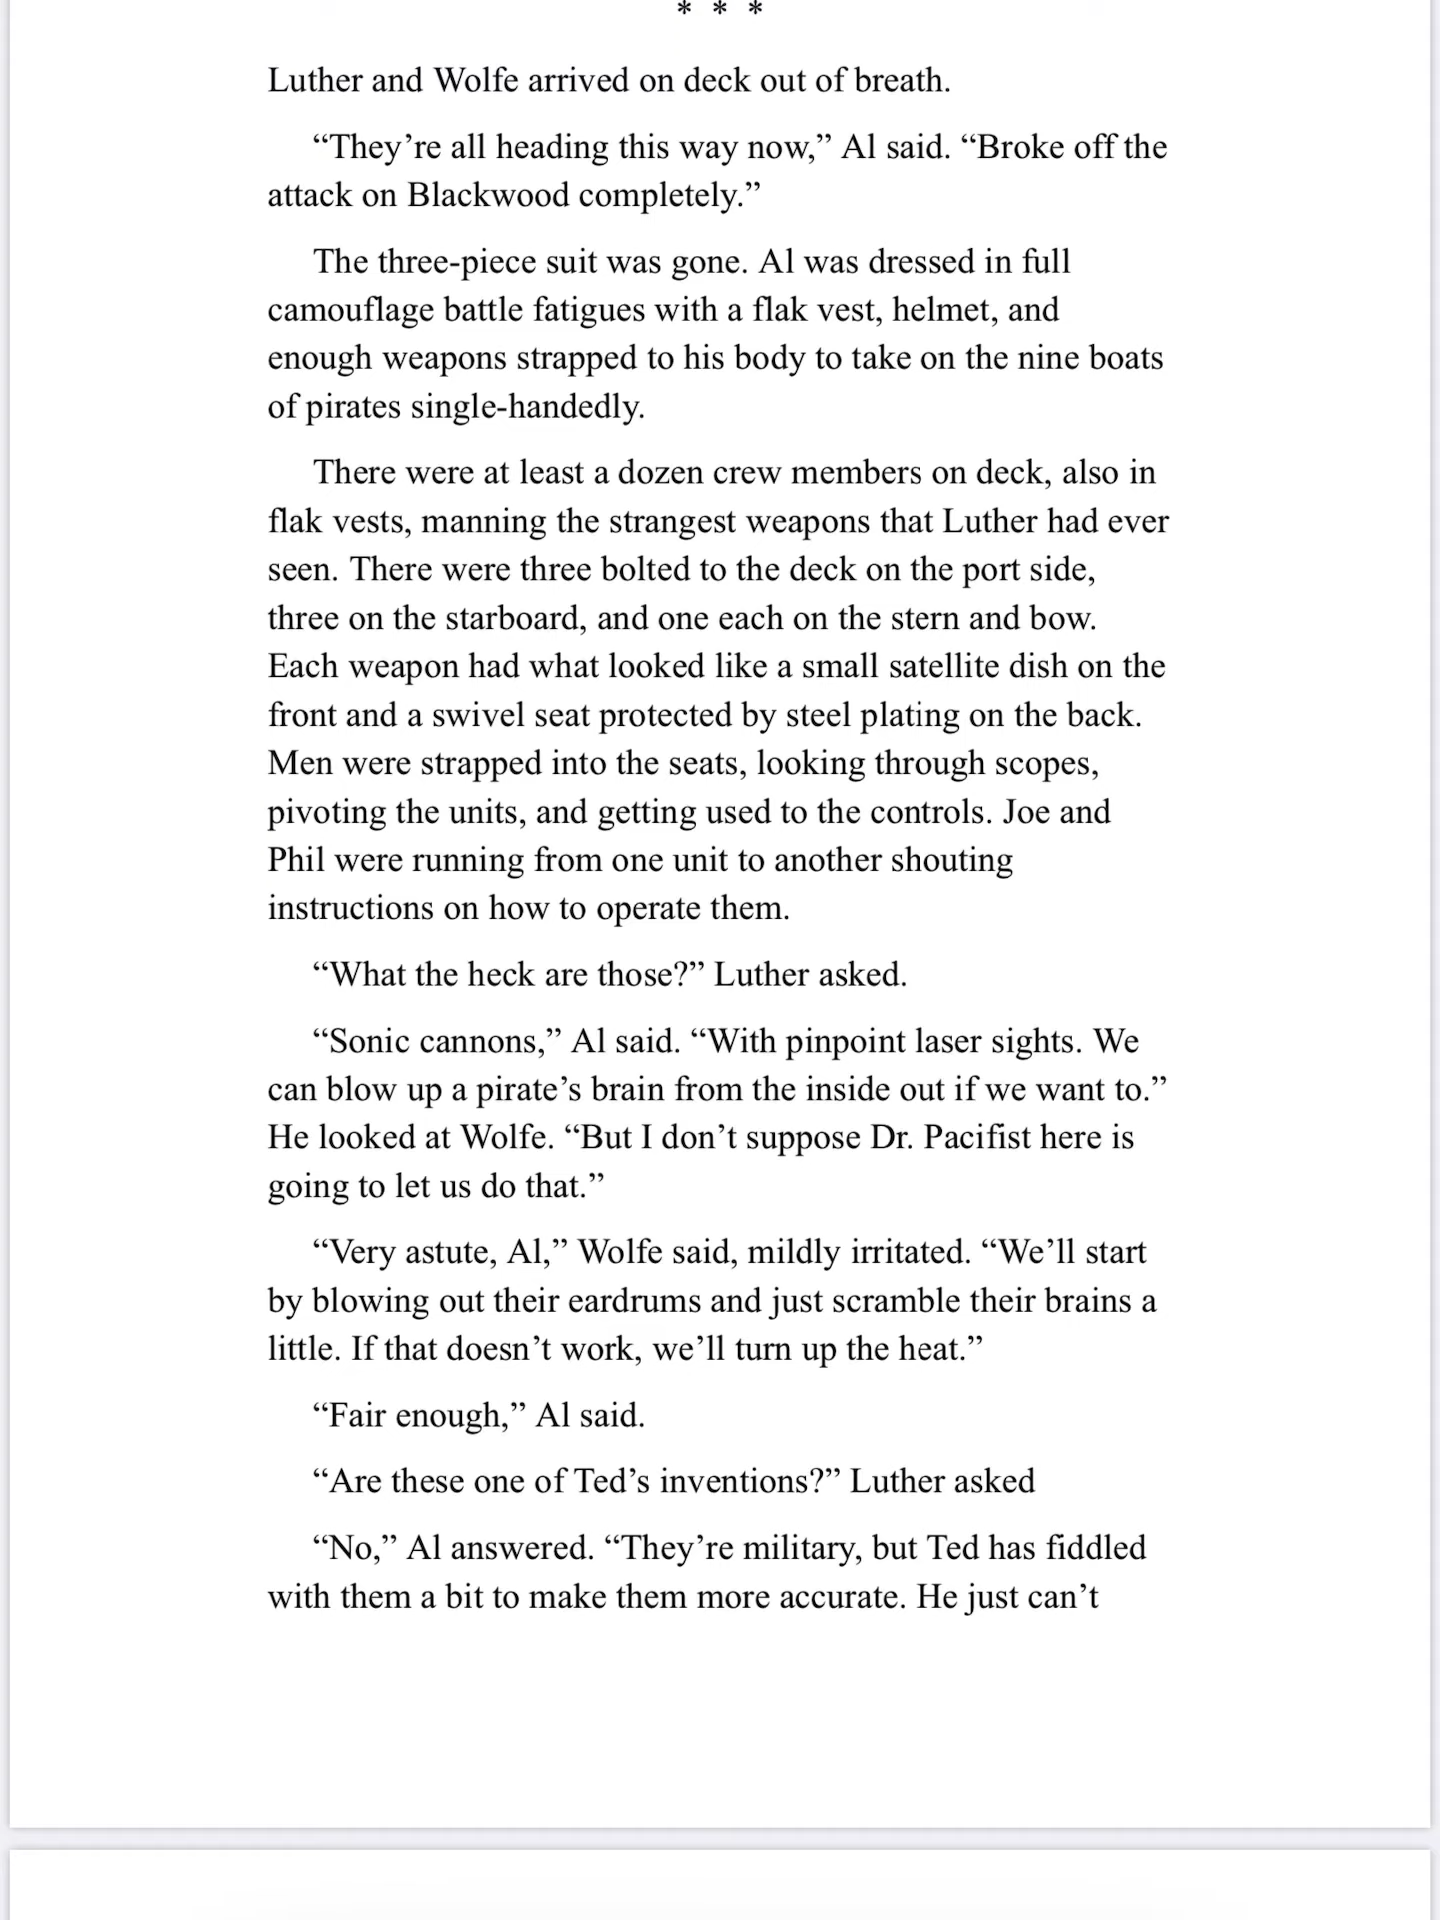 * * *
Luther and Wolfe arrived on deck out of breath.
“They’re all heading this way now,” Al said. “Broke off the
attack on Blackwood completely.”
The three-piece suit was gone. Al was dressed in full
camouflage battle fatigues with a flak vest, helmet, and
enough weapons strapped to his body to take on the nine boats
of pirates single-handedly.
There were at least a dozen crew members on deck, also in
flak vests, manning the strangest weapons that Luther had ever
seen. There were three bolted to the deck on the port side,
three on the starboard, and one each on the stern and bow.
Each weapon had what looked like a small satellite dish on the
front and a swivel seat protected by steel plating on the back.
Men were strapped into the seats, looking through scopes,
pivoting the units, and getting used to the controls. Joe and
Phil were running from one unit to another shouting
instructions on how to operate them.
“What the heck are those?” Luther asked.
“Sonic cannons,” Al said. “With pinpoint laser sights. We
can blow up a pirate’s brain from the inside out if we want to.”
He looked at Wolfe. “But I don’t suppose Dr. Pacifist here is
going to let us do that.”
“Very astute, Al,” Wolfe said, mildly irritated. “We’ll start
by blowing out their eardrums and just scramble their brains a
little. If that doesn’t work, we’ll turn up the heat.”
“Fair enough,” Al said.
“Are these one of Ted’s inventions?” Luther asked
“No,” Al answered. “They’re military, but Ted has fiddled
with them a bit to make them more accurate. He just can’t